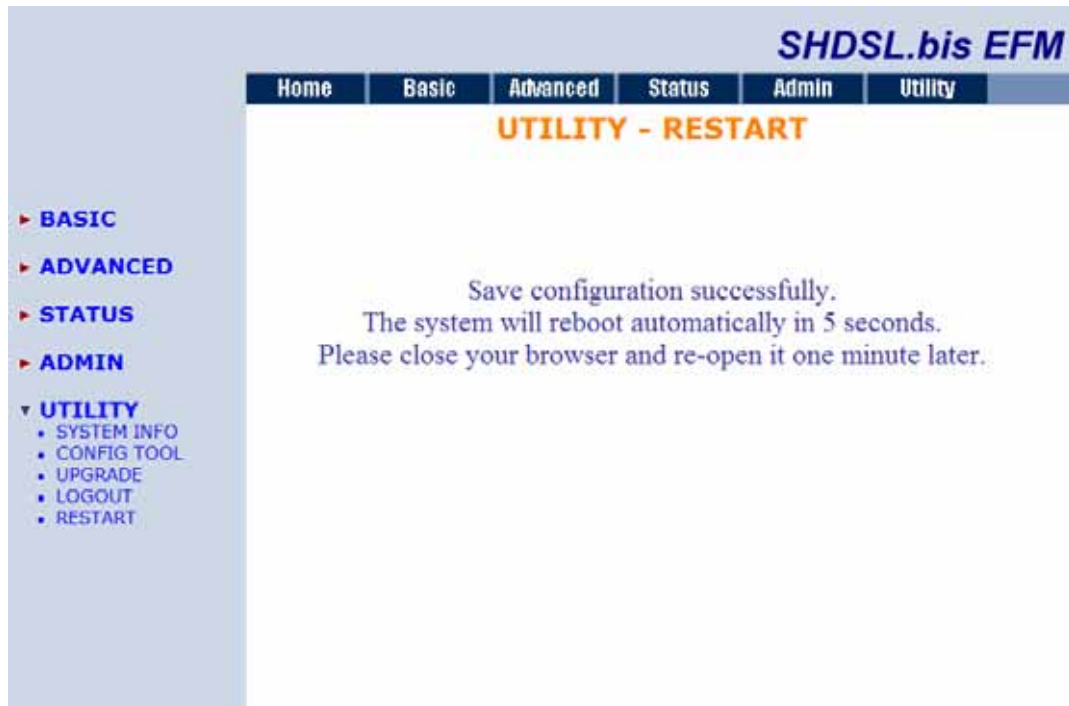 SHDSL.bis EFM
Home Basic Advanced Status Admin Utility
UTILITY - RESTART
BASIC
ADVANCED
STATUS
ADMIN
UTILITY
SYSTEM INFO
CONFIG TOOL
UPGRADE
LOGOUT
RESTART
Save configuration successfully.
The system will reboot automatically in 5 seconds.
Please close your browser and re-open it one minute later.